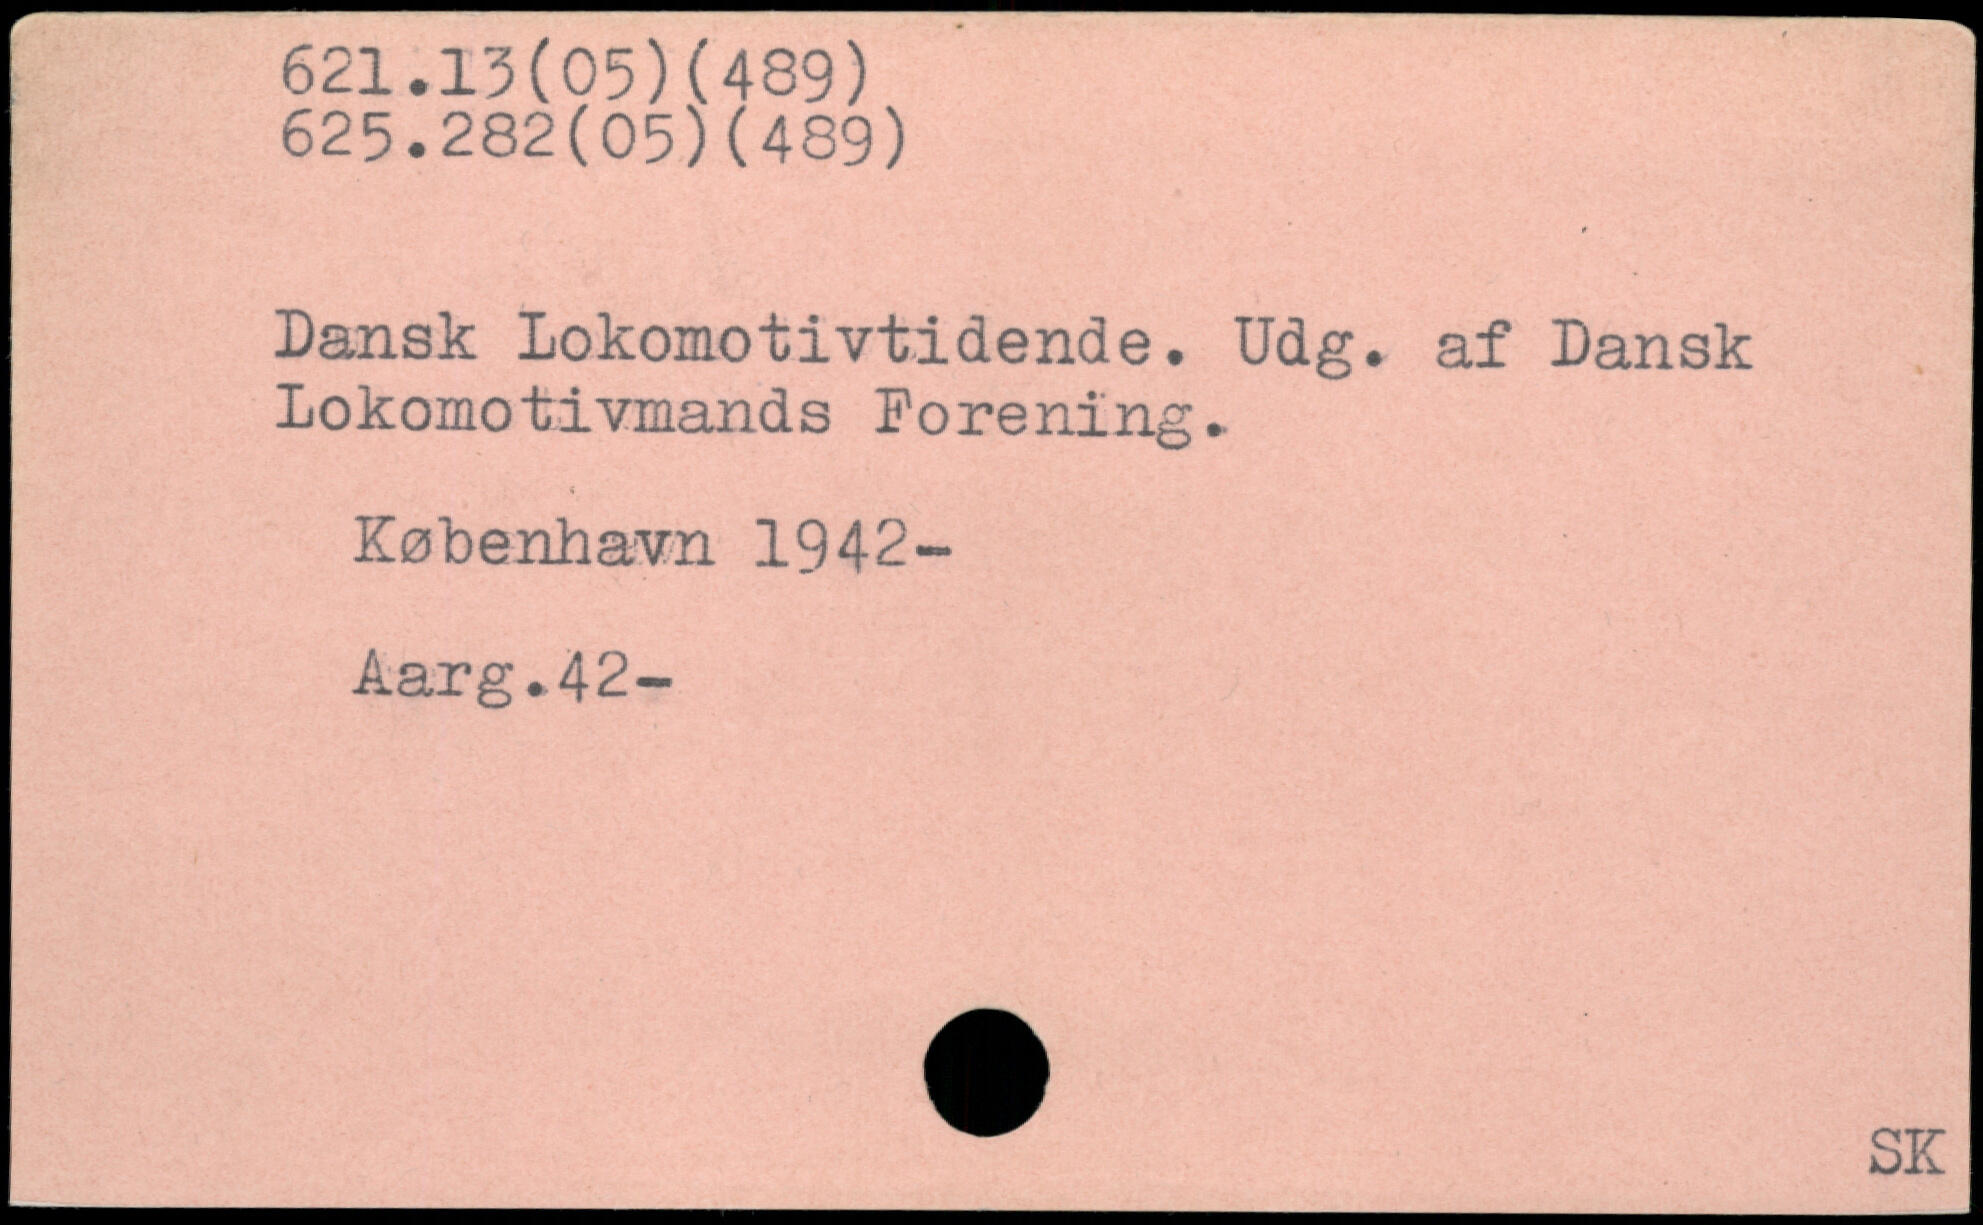 621.13(05)(489)
625.282(05)(489)
Dansk Lokomotivtidende. Udg. af Dansk
Lokomotivmands Forening.
København 1942-
Aarg.42-
SK